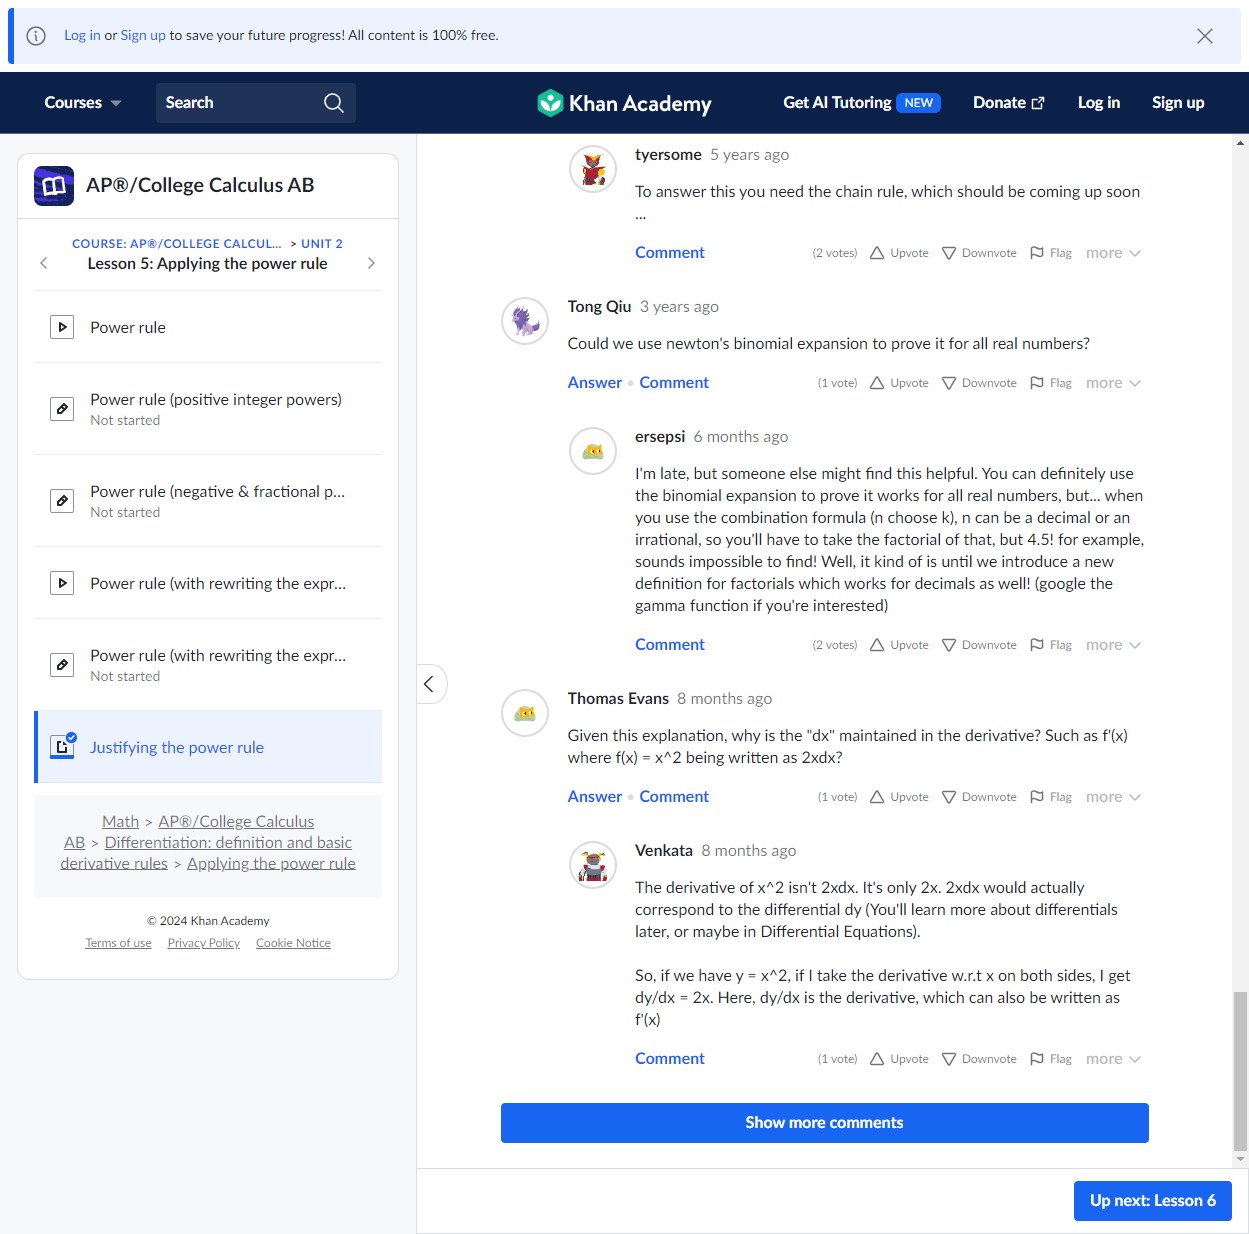 Log in or Sign up to save your future progress! All content is 100% free.
Courses
Search
Khan Academy
Get AI Tutoring NEW
Donate
Log in
Sign up
AP®/College Calculus AB
COURSE: AP®/COLLEGE CALCUL... > UNIT 2
Lesson 5: Applying the power rule
Power rule
Power rule (positive integer powers)
Not started
Power rule (negative & fractional p...
Not started
Power rule (with rewriting the expr...
Power rule (with rewriting the expr...
Not started
Justifying the power rule
Math > AP®/College Calculus
AB > Differentiation: definition and basic
derivative rules > Applying the power rule
© 2024 Khan Academy
Terms of use Privacy Policy Cookie Notice
tyersome 5 years ago
To answer this you need the chain rule, which should be coming up soon
...
Comment (2 votes) Upvote Downvote Flag more
Tong Qiu 3 years ago
Could we use newton's binomial expansion to prove it for all real numbers?
Answer • Comment (1 vote) Upvote Downvote Flag more
ersepsi 6 months ago
I'm late, but someone else might find this helpful. You can definitely use
the binomial expansion to prove it works for all real numbers, but... when
you use the combination formula (n choose k), n can be a decimal or an
irrational, so you'll have to take the factorial of that, but 4.5! for example,
sounds impossible to find! Well, it kind of is until we introduce a new
definition for factorials which works for decimals as well! (google the
gamma function if you're interested)
Comment (2 votes) Upvote Downvote Flag more
Thomas Evans 8 months ago
Given this explanation, why is the "dx" maintained in the derivative? Such as f'(x)
where f(x) = x^2 being written as 2xdx?
Answer • Comment (1 vote) Upvote Downvote Flag more
Venkata 8 months ago
The derivative of x^2 isn't 2xdx. It's only 2x. 2xdx would actually
correspond to the differential dy (You'll learn more about differentials
later, or maybe in Differential Equations).
So, if we have y = x^2, if I take the derivative w.r.t x on both sides, I get
dy/dx = 2x. Here, dy/dx is the derivative, which can also be written as
f'(x)
Comment (1 vote) Upvote Downvote Flag more
Show more comments
Up next: Lesson 6